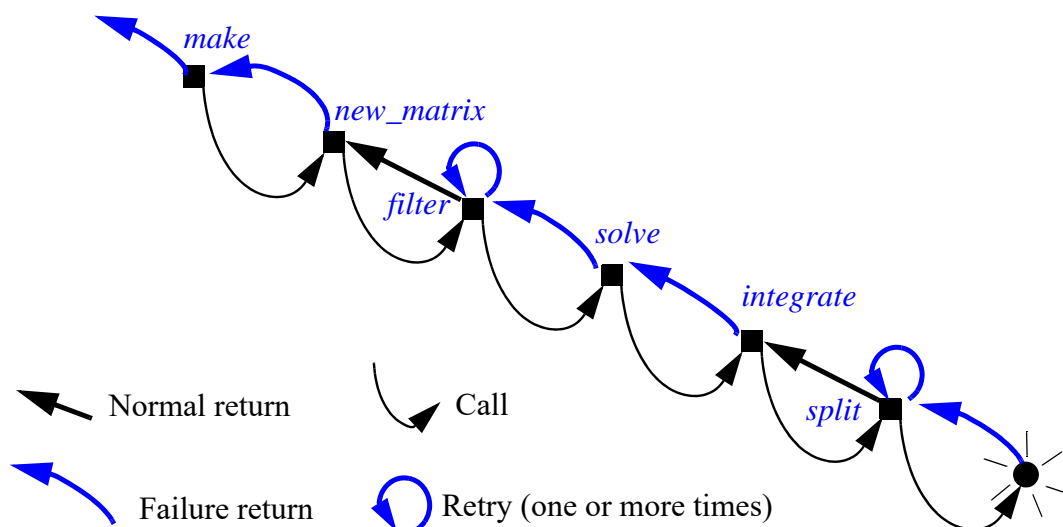 make
new_matrix
filter
solve
integrate
split
Normal return
Call
Failure return
Retry (one or more times)